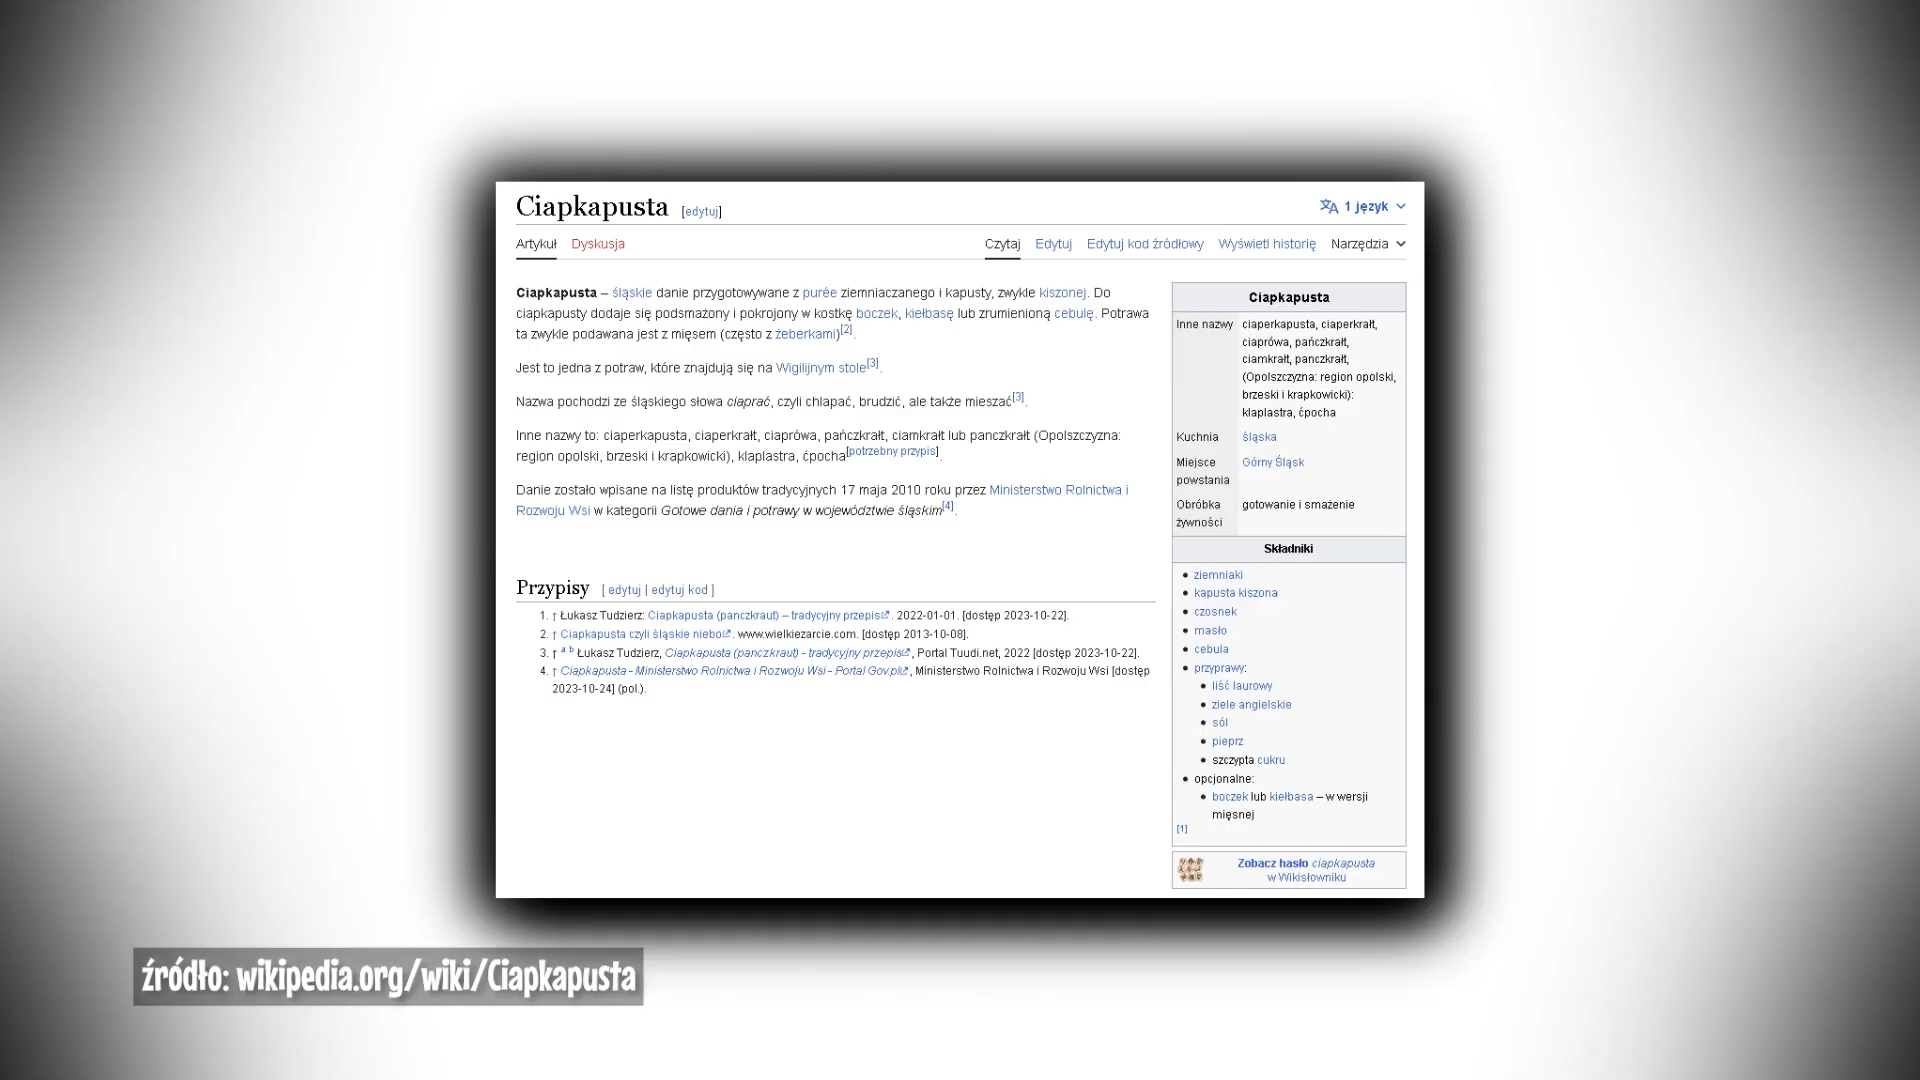 Ciapkapusta [edytuj]
1 język
Artykuł Dyskusja Czytaj Edytuj Edytuj kod źródłowy Wyświetl historię Narzędzia
Ciapkapusta – śląskie danie przygotowywane z purée ziemniaczanego i kapusty, zwykle kiszonej. Do
ciapkapusty dodaje się podsmażony i pokrojony w kostkę boczek, kiełbasę lub zrumienioną cebulę. Potrawa
ta zwykle podawana jest z mięsem (często z żeberkami)[2].
Jest to jedna z potraw, które znajdują się na Wigilijnym stole[3].
Nazwa pochodzi ze śląskiego słowa ciaprać, czyli chlapać, brudzić, ale także mieszać[3].
Inne nazwy to: ciaperkapusta, ciaperkrałt, ciaprówa, pańczkrałt, ciamkrałt lub panczkrałt (Opolszczyzna:
region opolski, brzeski i krapkowicki), klaplastra, ćpocha[potrzebny przypis].
Danie zostało wpisane na listę produktów tradycyjnych 17 maja 2010 roku przez Ministerstwo Rolnictwa i
Rozwoju Wsi w kategorii Gotowe dania i potrawy w województwie śląskim[4].
Przypisy [ edytuj | edytuj kod ]
1. ↑ Łukasz Tudzierz: Ciapkapusta (panczkraut) – tradycyjny przepis. 2022-01-01. [dostęp 2023-10-22].
2. ↑ Ciapkapusta czyli śląskie niebo. www.wielkiezarcie.com. [dostęp 2013-10-08].
3. ↑ a b Łukasz Tudzierz, Ciapkapusta (panczkraut) - tradycyjny przepis, Portal Tuudi.net, 2022 [dostęp 2023-10-22].
4. ↑ Ciapkapusta - Ministerstwo Rolnictwa i Rozwoju Wsi - Portal Gov.pl, Ministerstwo Rolnictwa i Rozwoju Wsi [dostęp
2023-10-24] (pol.).
Ciapkapusta
Inne nazwy ciaperkapusta, ciaperkrałt,
ciaprówa, pańczkrałt,
ciamkrałt, panczkrałt,
(Opolszczyzna: region opolski,
brzeski i krapkowicki):
klaplastra, ćpocha
Kuchnia śląska
Miejsce Górny Śląsk
powstania
Obróbka gotowanie i smażenie
żywności
Składniki
• ziemniaki
• kapusta kiszona
• czosnek
• masło
• cebula
• przyprawy:
• liść laurowy
• ziele angielskie
• sól
• pieprz
• szczypta cukru
• opcjonalne:
• boczek lub kiełbasa – w wersji
mięsnej
[1]
Zobacz hasło ciapkapusta
w Wikisłowniku
źródło: wikipedia.org/wiki/Ciapkapusta